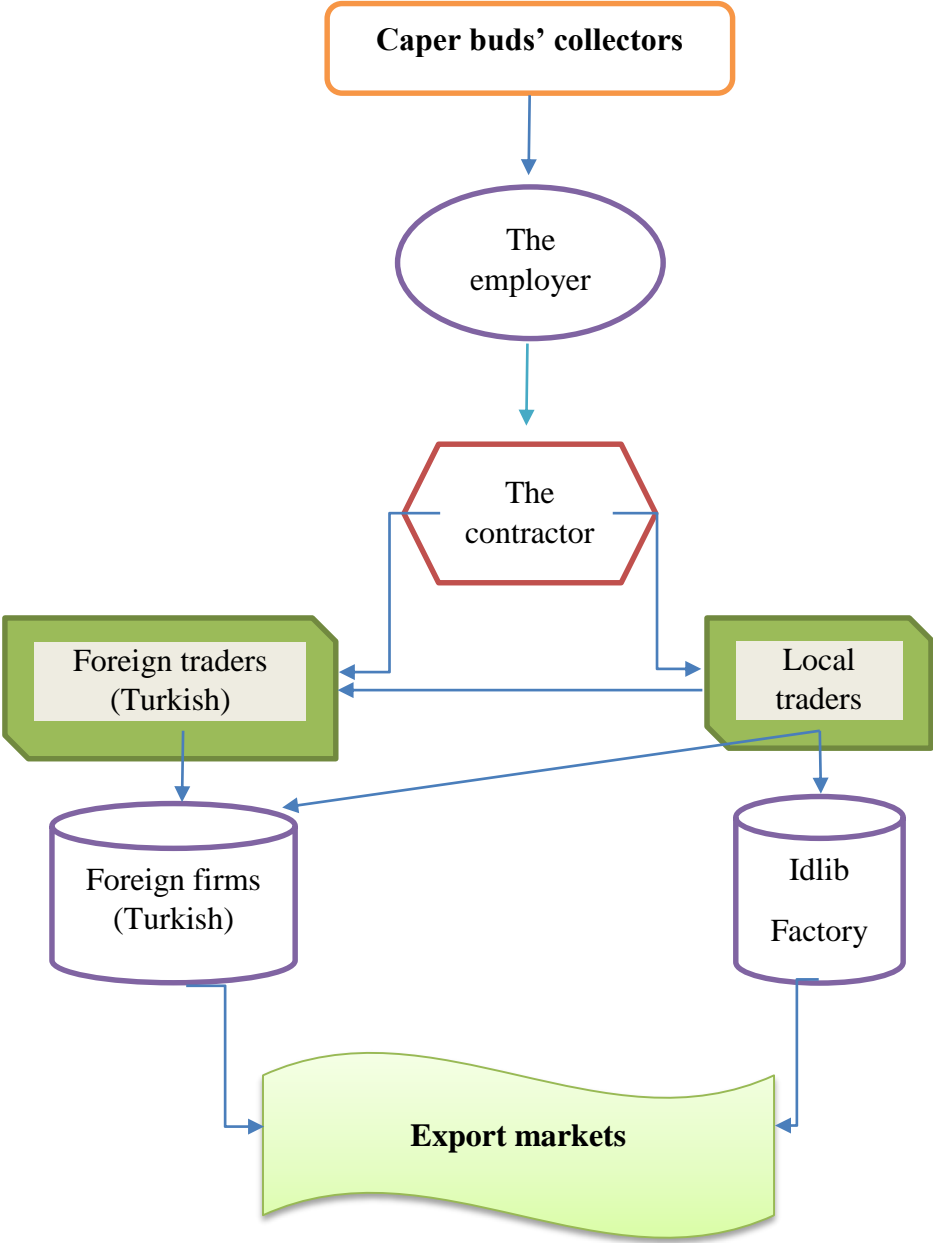 Caper buds’ collectors
The
employer
The
contractor
Foreign traders
(Turkish)
Local
traders
Foreign firms
(Turkish)
Idlib
Factory
Export markets